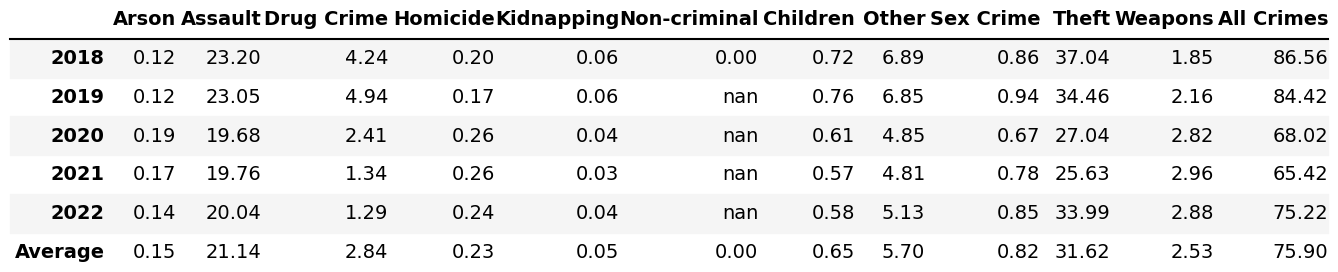 Arson Assault Drug Crime Homicide Kidnapping Non-criminal Children Other Sex Crime Theft Weapons All Crimes
2018 0.12 23.20 4.24 0.20 0.06 0.00 0.72 6.89 0.86 37.04 1.85 86.56
2019 0.12 23.05 4.94 0.17 0.06 nan 0.76 6.85 0.94 34.46 2.16 84.42
2020 0.19 19.68 2.41 0.26 0.04 nan 0.61 4.85 0.67 27.04 2.82 68.02
2021 0.17 19.76 1.34 0.26 0.03 nan 0.57 4.81 0.78 25.63 2.96 65.42
2022 0.14 20.04 1.29 0.24 0.04 nan 0.58 5.13 0.85 33.99 2.88 75.22
Average 0.15 21.14 2.84 0.23 0.05 0.00 0.65 5.70 0.82 31.62 2.53 75.90